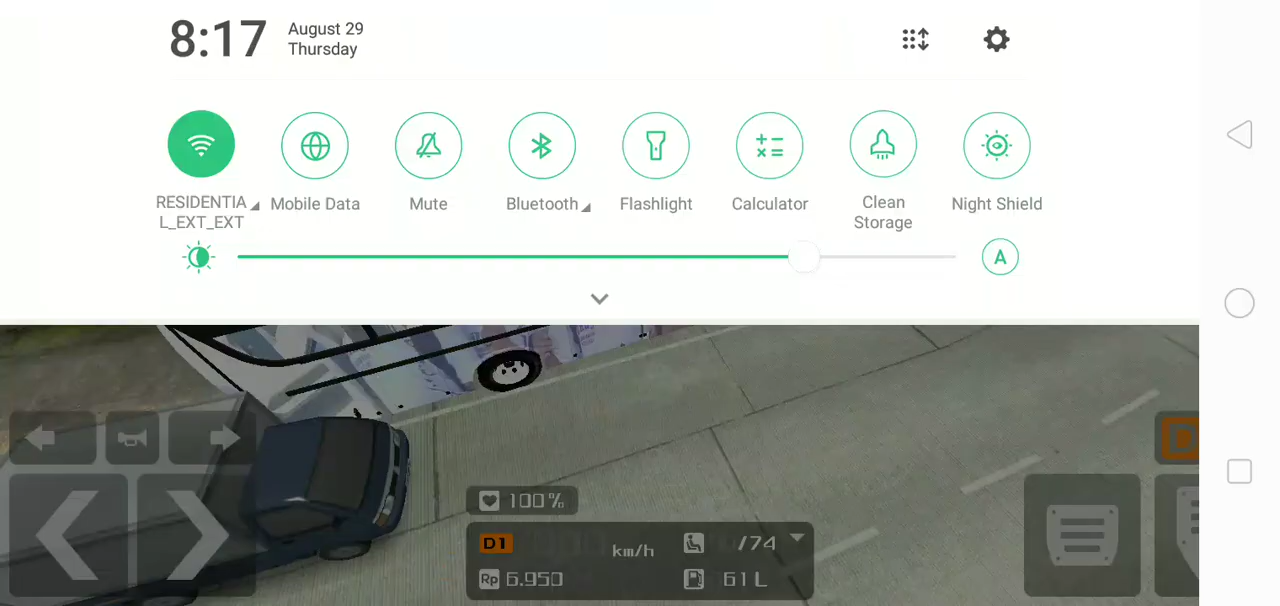 8:17
August 29
Thursday
RESIDENTIA
L_EXT_EXT
Mobile Data
Mute
Bluetooth
Flashlight
Calculator
Clean
Storage
Night Shield
A
100%
D
D1
km/h
/74
Rp 6.950
61 L